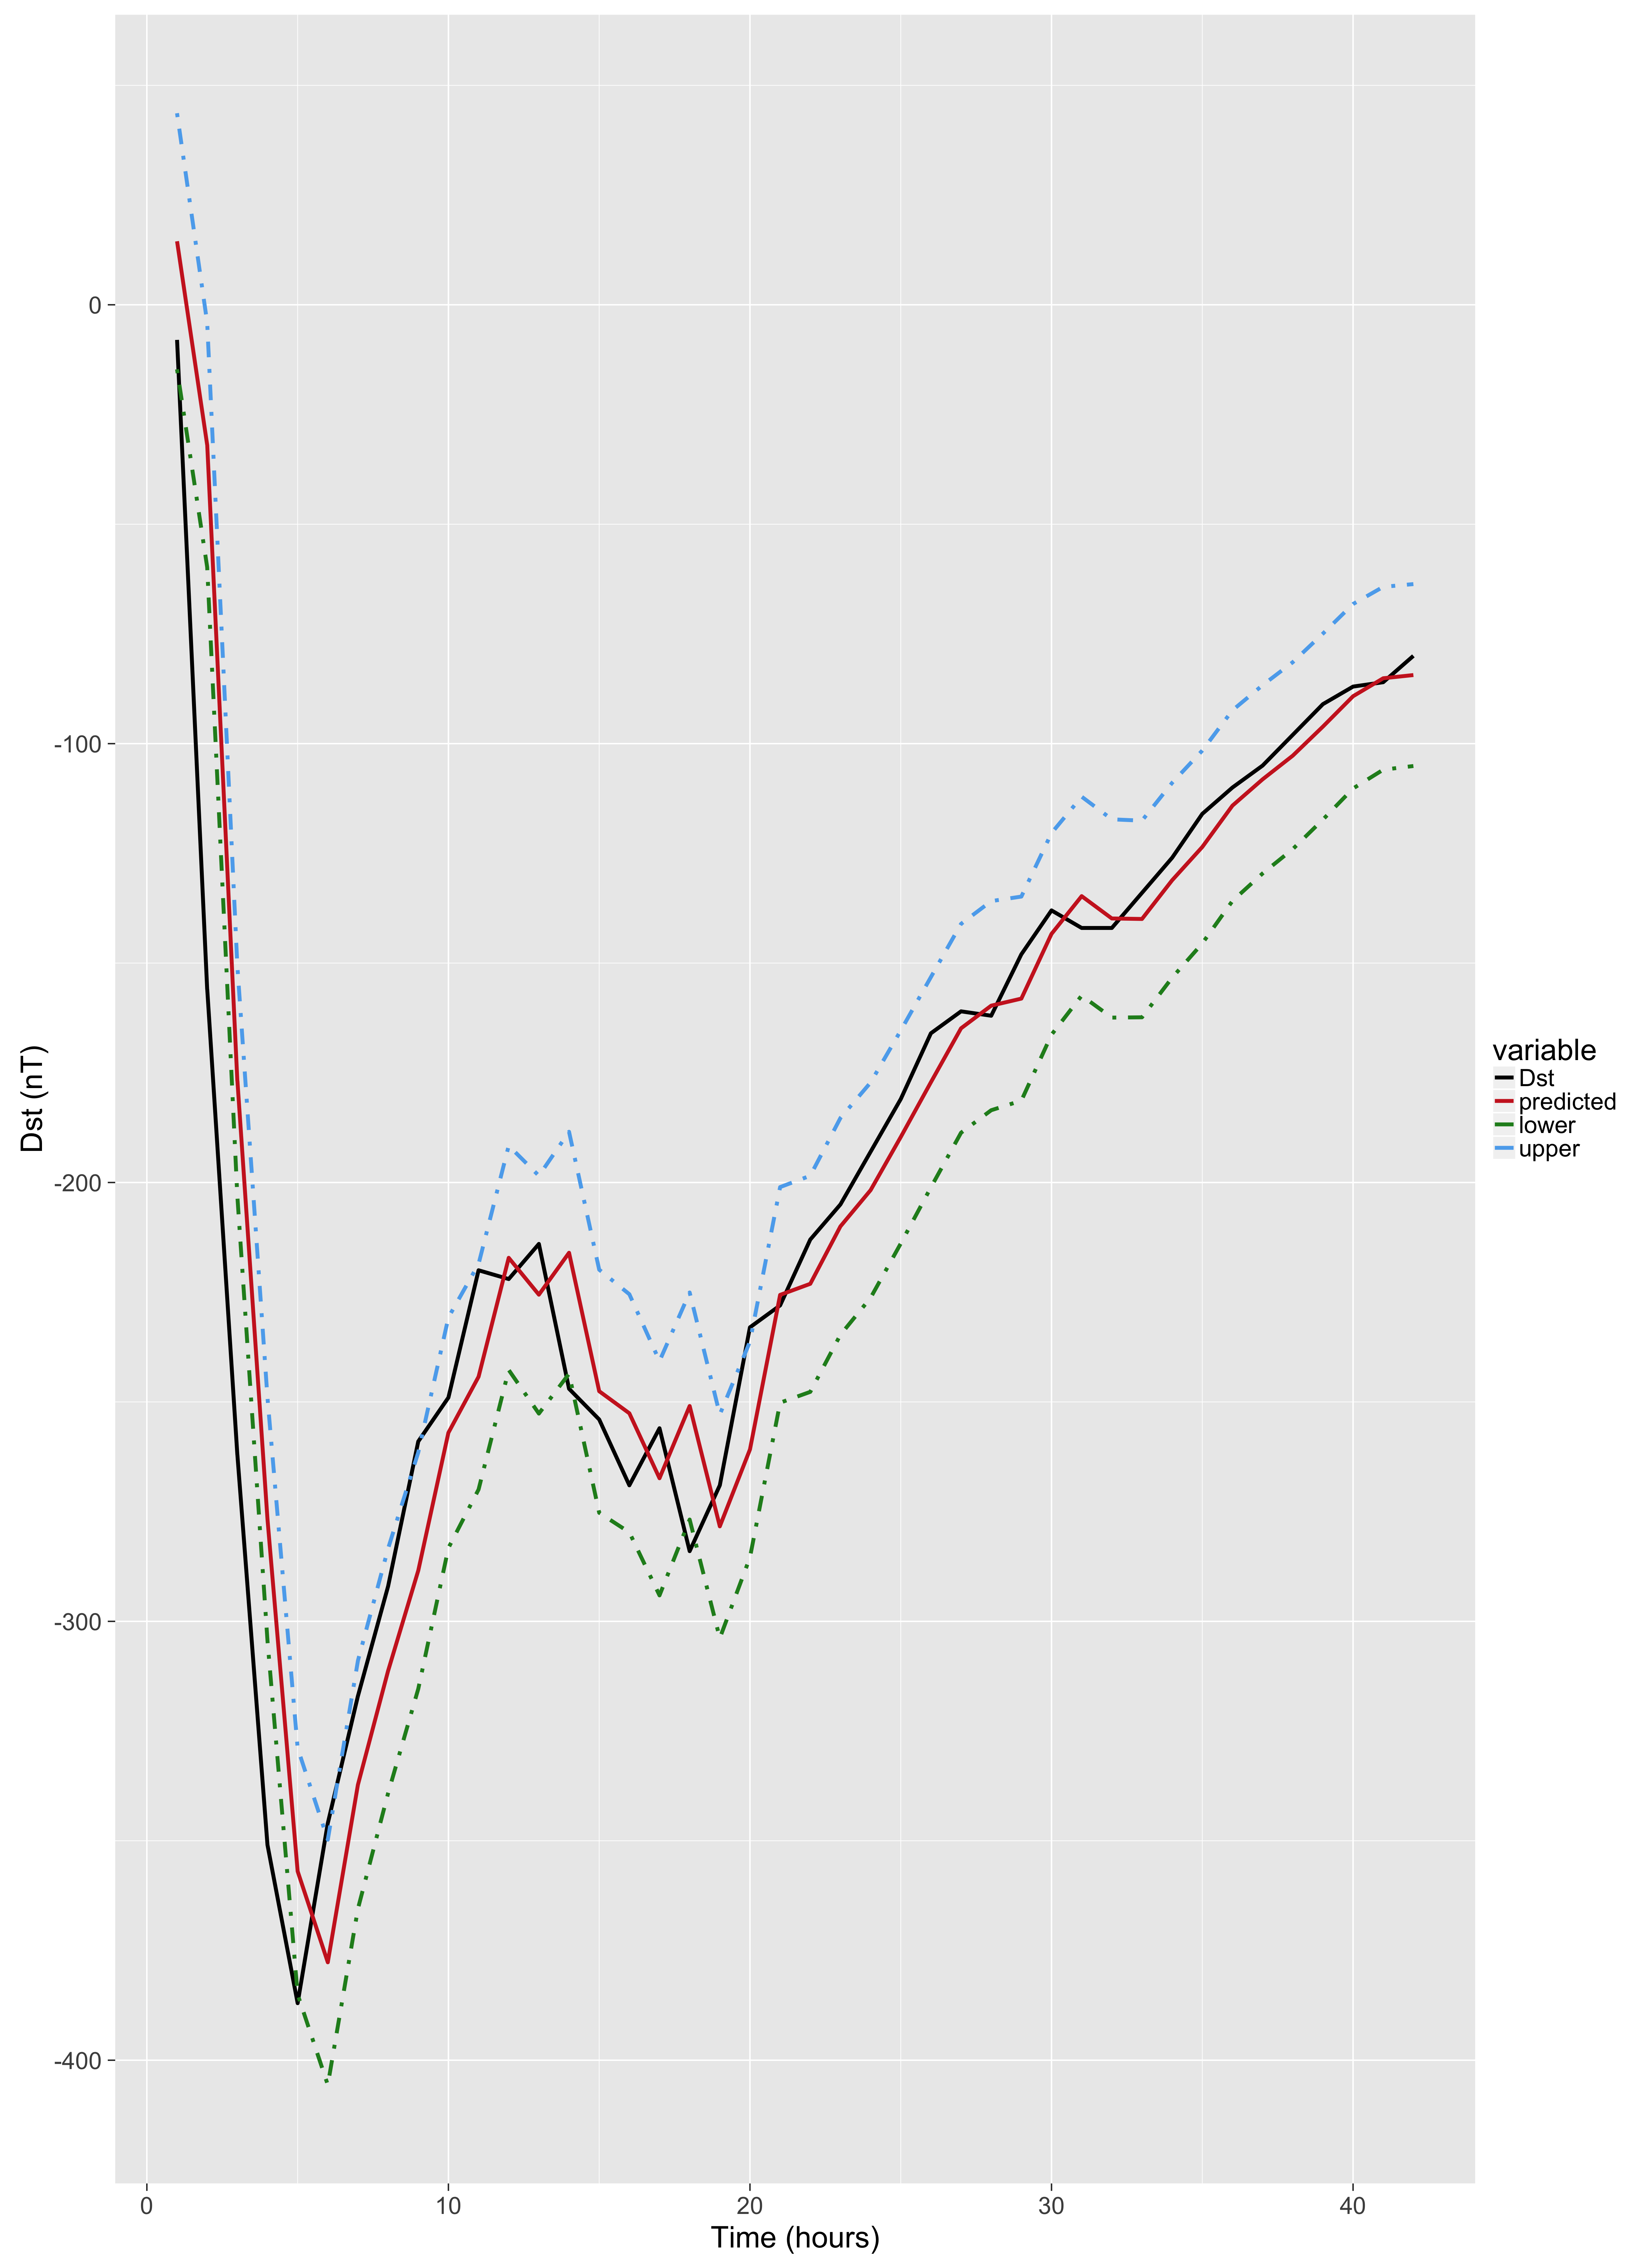 Dst (nT)
0
-100
-200
-300
-400
0
10
20
30
40
Time (hours)
variable
Dst
predicted
lower
upper